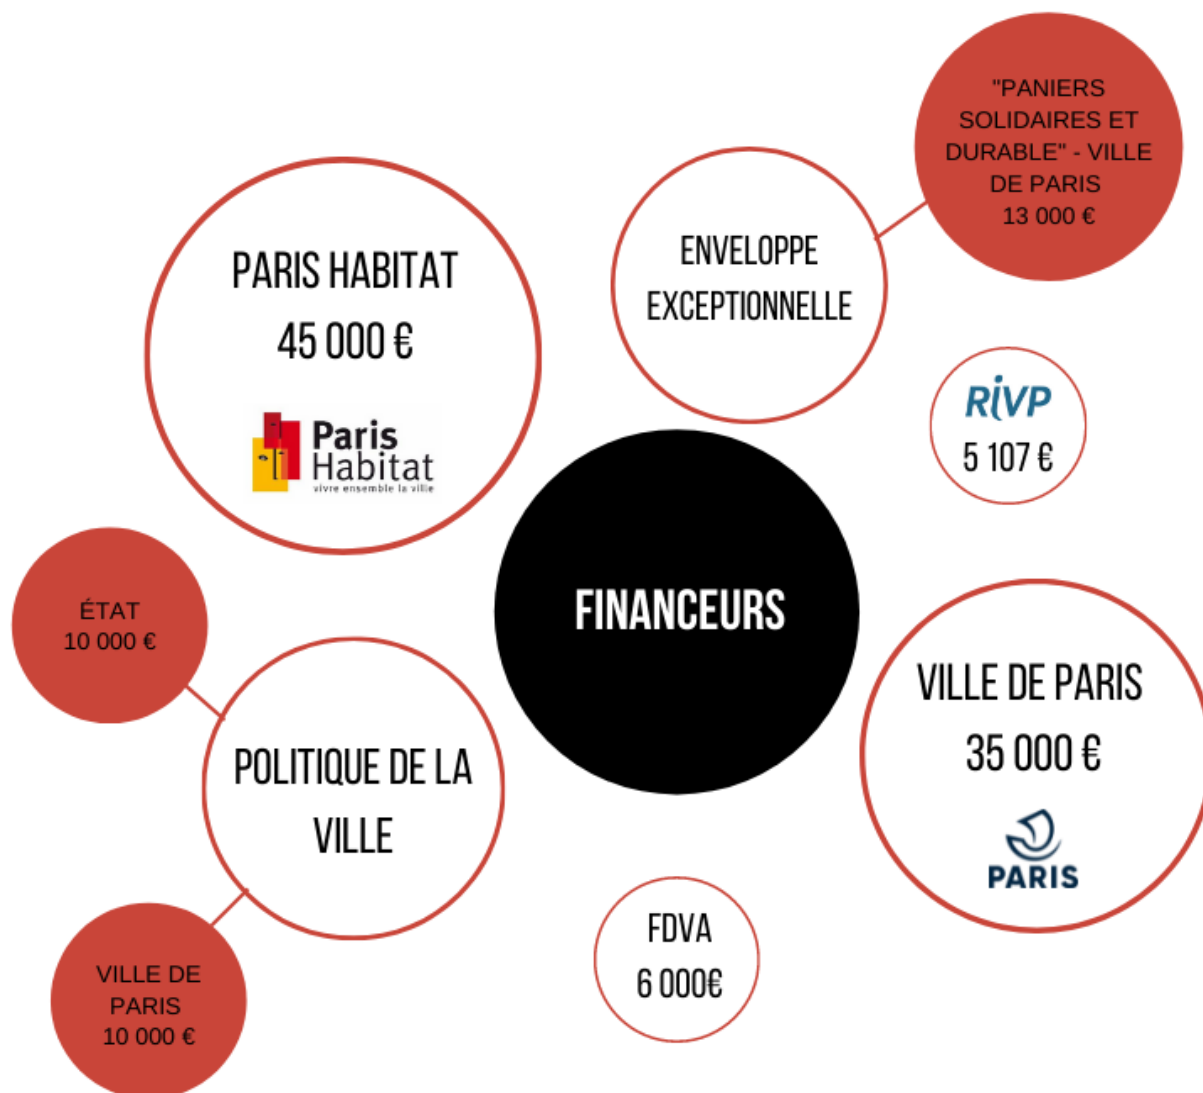 "PANIERS
SOLIDAIRES ET
DURABLE" - VILLE
DE PARIS
13 000 €
ENVELOPPE
EXCEPTIONNELLE
PARIS HABITAT
45 000 €
Paris
Habitat
vivre ensemble la ville
RIVP
5 107 €
FINANCEURS
ÉTAT
10 000 €
VILLE DE PARIS
35 000 €
PARIS
POLITIQUE DE LA
VILLE
FDVA
6 000€
VILLE DE
PARIS
10 000 €